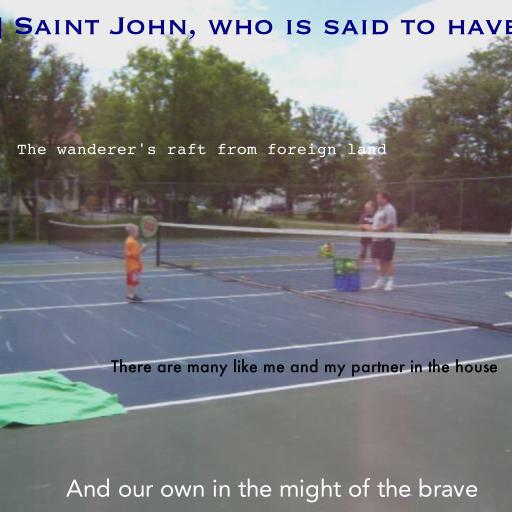 Saint John, who is said to have
The wanderer's raft from foreign land
There are many like me and my partner in the house
And our own in the might of the brave